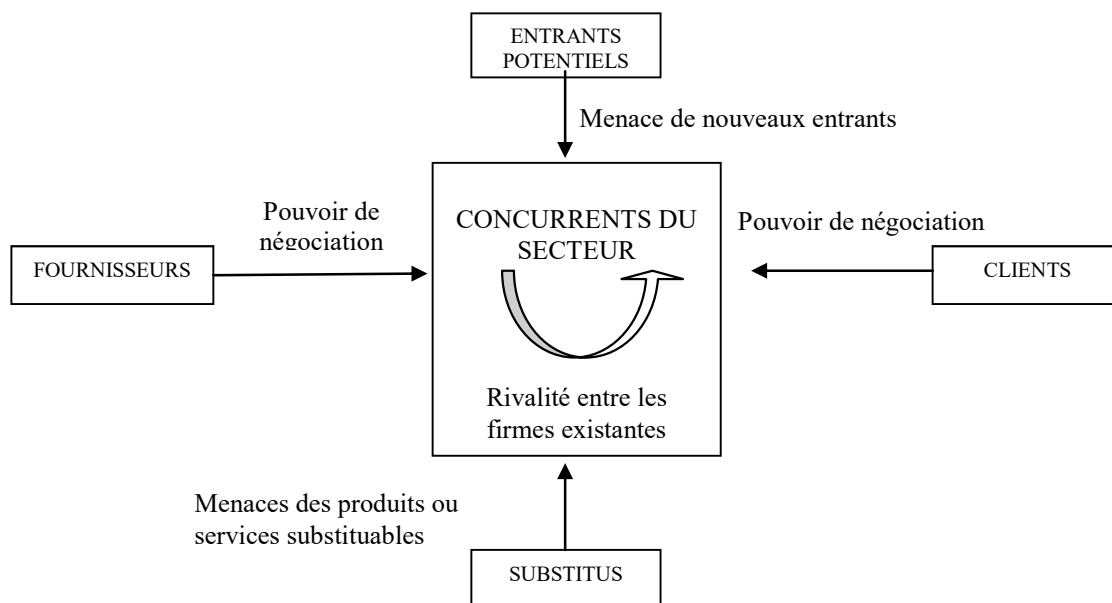 ENTRANTS
POTENTIELS
Menace de nouveaux entrants
Pouvoir de
négociation
CONCURRENTS DU
SECTEUR
Pouvoir de négociation
FOURNISSEURS
CLIENTS
Rivalité entre les
firmes existantes
Menaces des produits ou
services substituables
SUBSTITUS